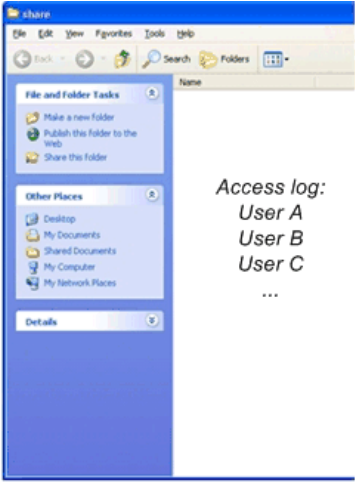 share
File Edit View Favorites Tools Help
Back Search Folders
Name
File and Folder Tasks
Make a new folder
Publish this folder to the
Web
Share this folder
Other Places
Desktop
My Documents
Shared Documents
My Computer
My Network Places
Details
Access log:
User A
User B
User C
...